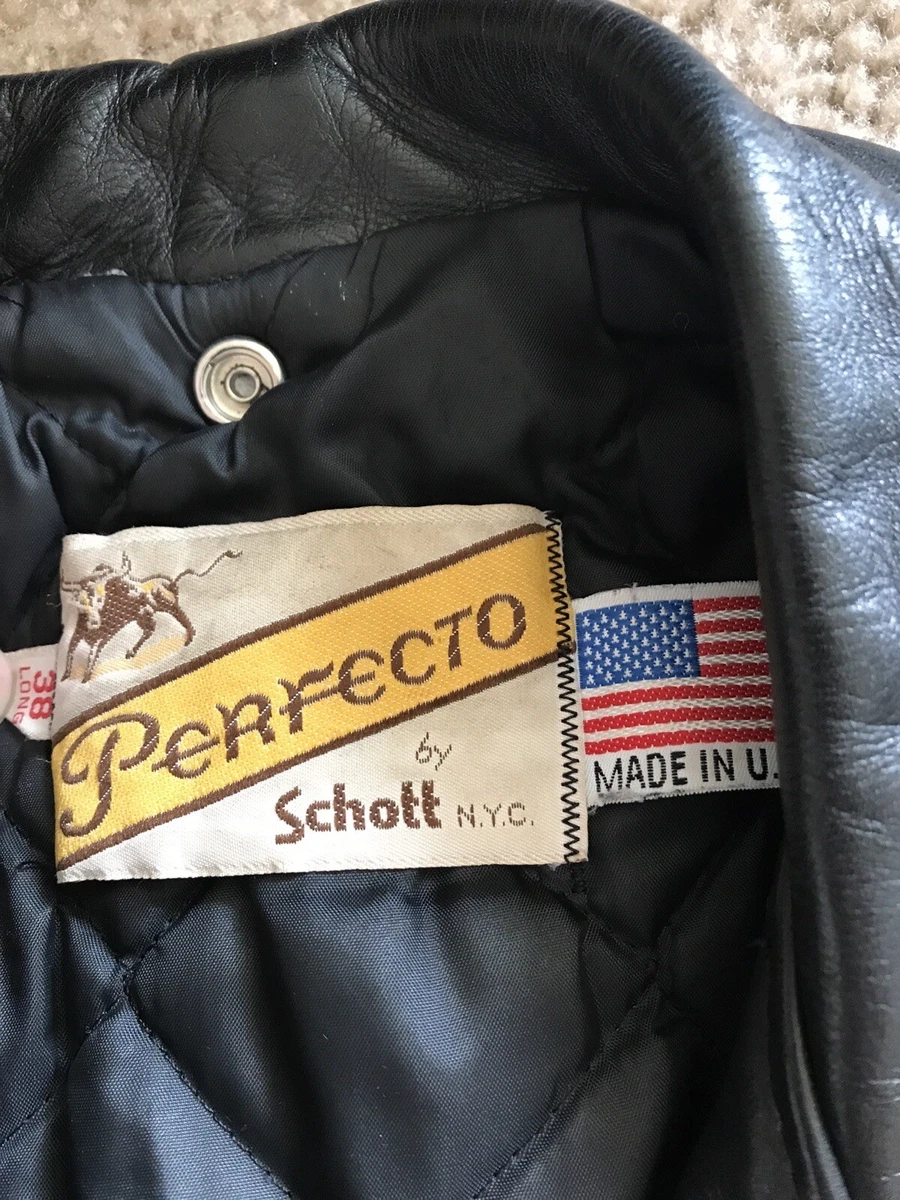 PERFECTO
by
Schott N.Y.C.
38
LONG
MADE IN U.